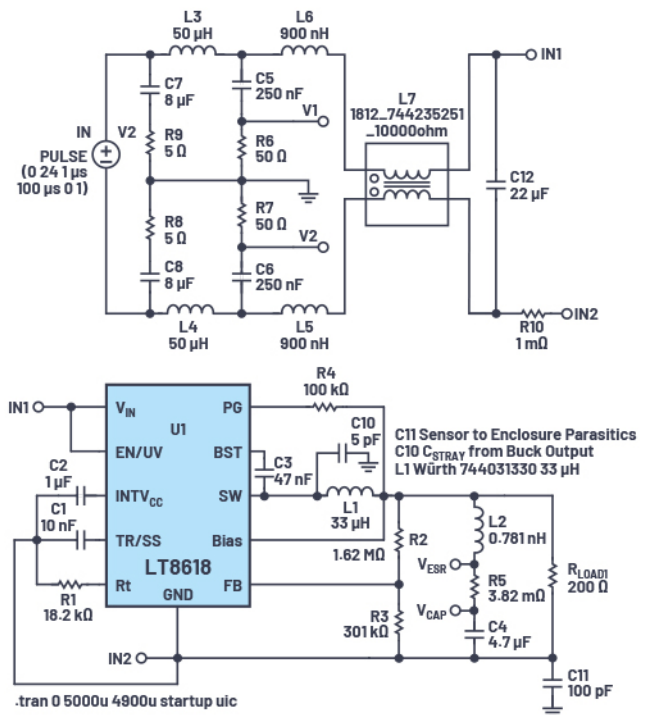 L3
50 µH
L6
900 nH
IN1
C7
8 µF
C5
250 nF
V1
L7
1812_744235251
_10000ohm
IN
V2
PULSE
(0 24 1 µs
100 µs 0 1)
R9
5 Ω
R6
50 Ω
C12
22 µF
R8
5 Ω
R7
50 Ω
V2
C8
8 µF
C6
250 nF
L4
50 µH
L5
900 nH
R10
1 mΩ
IN2
R4
100 kΩ
IN1
VIN
U1
PG
C10
5 pF
C11 Sensor to Enclosure Parasitics
C10 CSTRAY from Buck Output
L1 Würth 744031330 33 µH
EN/UV
BST
C3
47 nF
C2
1 µF
INTVCC
SW
L1
33 µH
C1
10 nF
TR/SS
Bias
R2
1.62 MΩ
L2
0.781 nH
LT8618
VESR
R5
3.82 mΩ
RLOAD1
200 Ω
Rt
FB
R1
18.2 kΩ
GND
R3
301 kΩ
VCAP
C4
4.7 µF
IN2
C11
100 pF
.tran 0 5000u 4900u startup uic